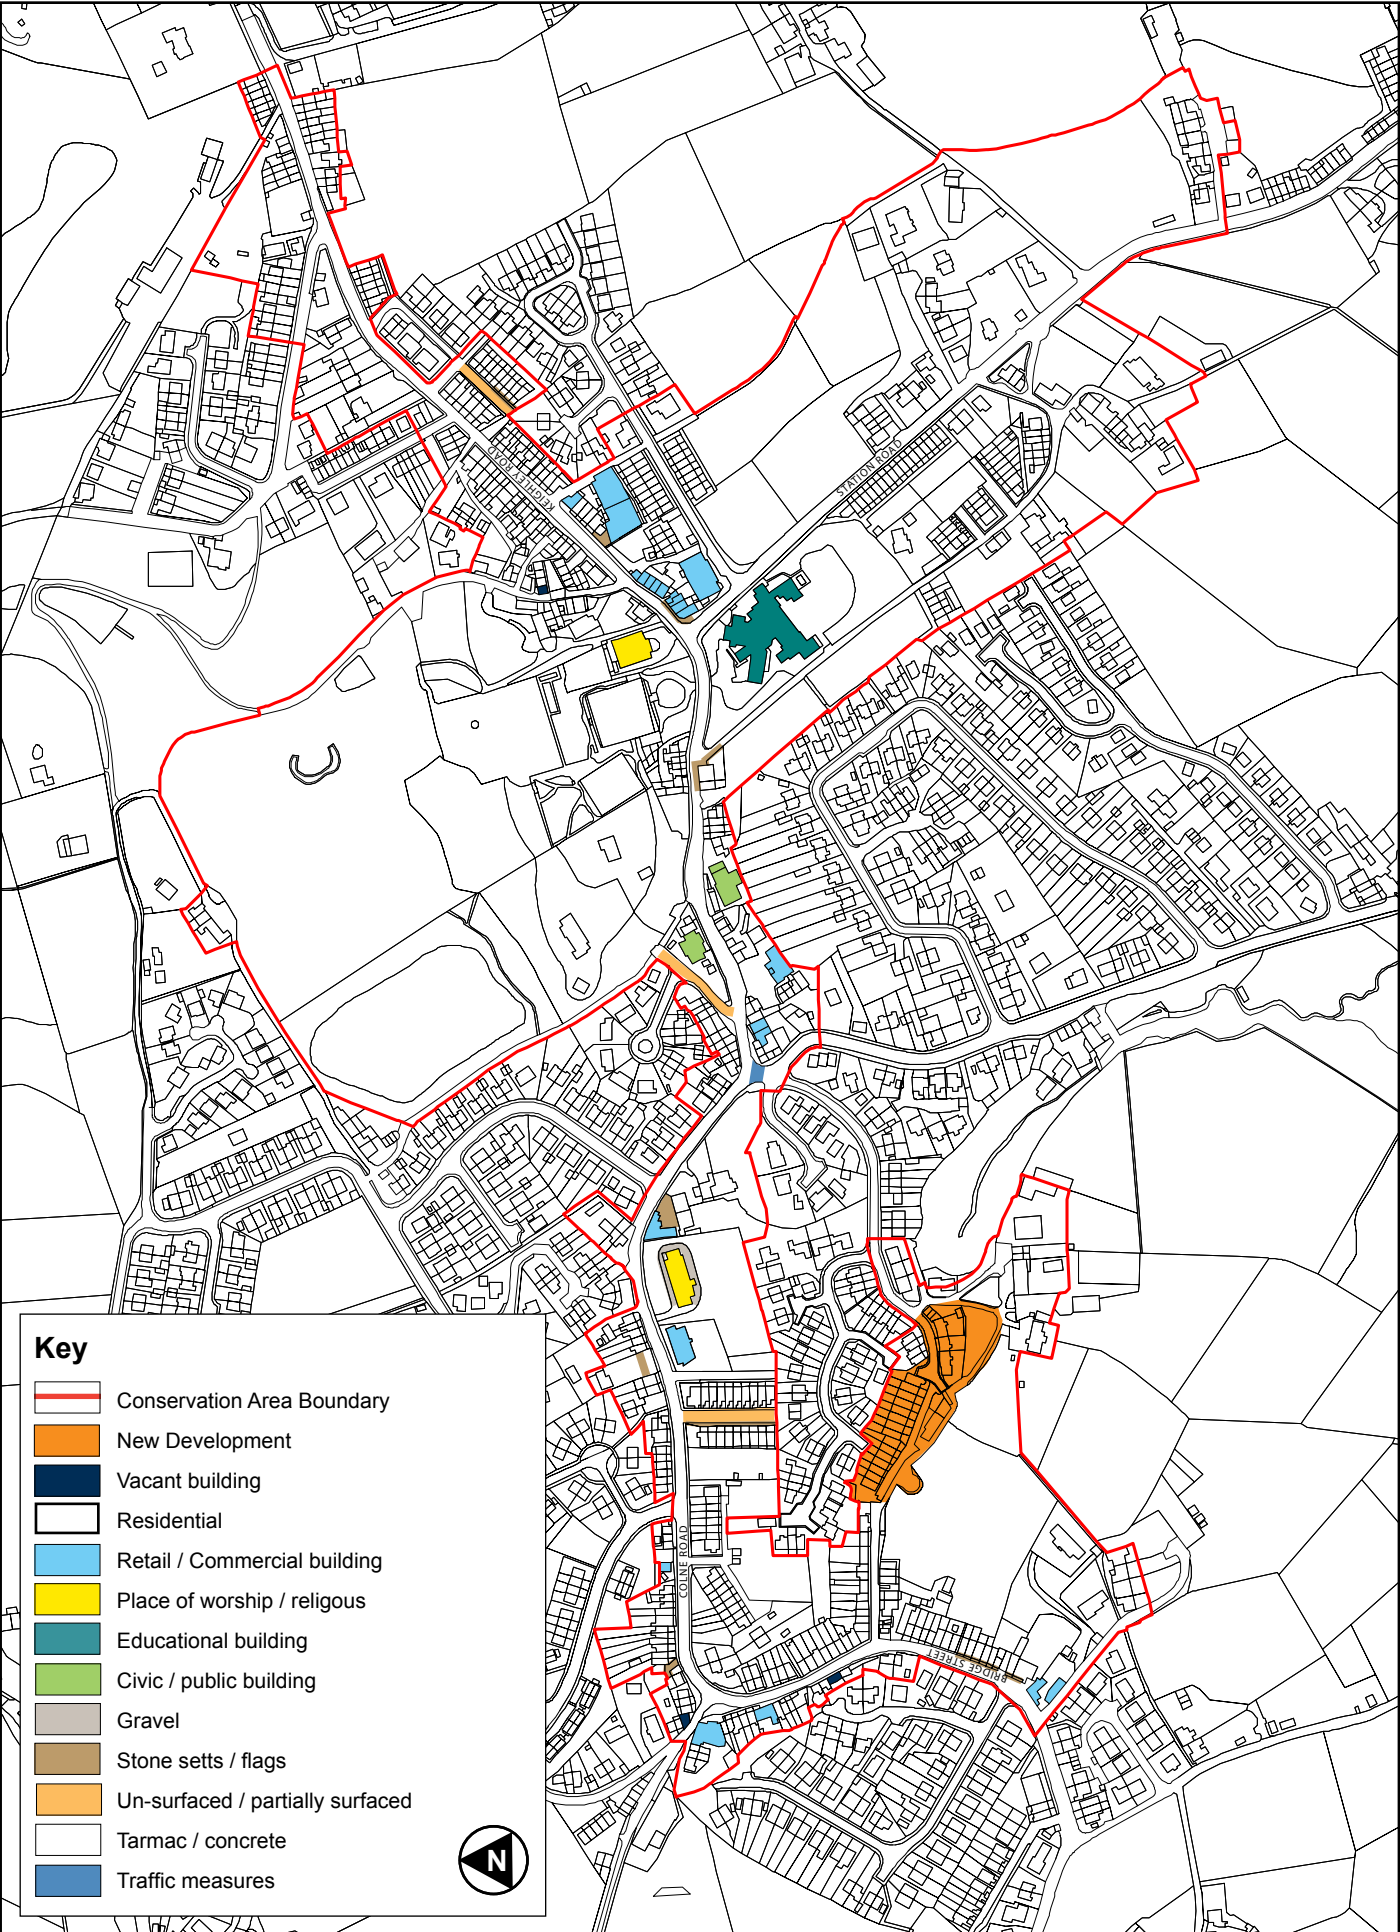 KEIGHLEY ROAD
STATION ROAD
COLNE ROAD
BRIDGE STREET
Key
Conservation Area Boundary
New Development
Vacant building
Residential
Retail / Commercial building
Place of worship / religous
Educational building
Civic / public building
Gravel
Stone setts / flags
Un-surfaced / partially surfaced
Tarmac / concrete
Traffic measures
N